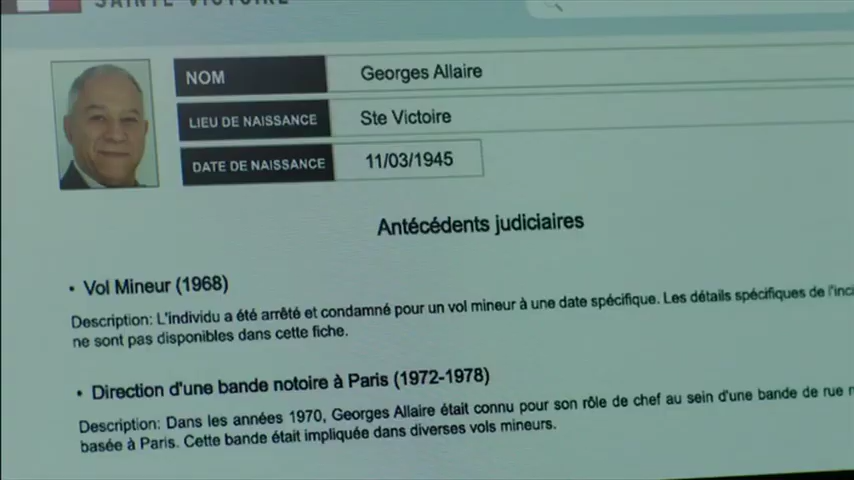 SAINTE VICTOIRE
NOM
Georges Allaire
LIEU DE NAISSANCE
Ste Victoire
DATE DE NAISSANCE
11/03/1945
Antécédents judiciaires
• Vol Mineur (1968)
Description: L'individu a été arrêté et condamné pour un vol mineur à une date spécifique. Les détails spécifiques de l'inci
ne sont pas disponibles dans cette fiche.
• Direction d'une bande notoire à Paris (1972-1978)
Description: Dans les années 1970, Georges Allaire était connu pour son rôle de chef au sein d'une bande de rue
basée à Paris. Cette bande était impliquée dans diverses vols mineurs.